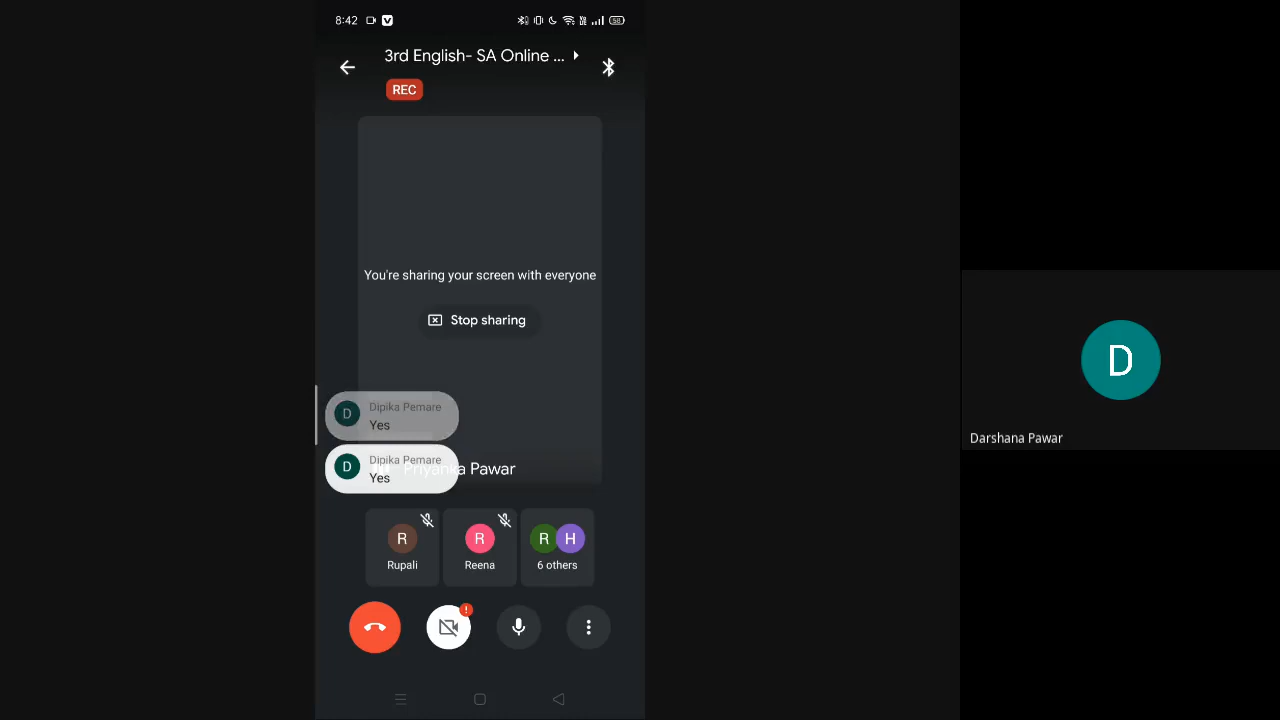 8:42
3rd English- SA Online ...
REC
You're sharing your screen with everyone
Stop sharing
D
Dipika Pemare
Yes
D
Dipika Pemare
Yes
Priyanka Pawar
R
Rupali
R
Reena
R H
6 others
D
Darshana Pawar